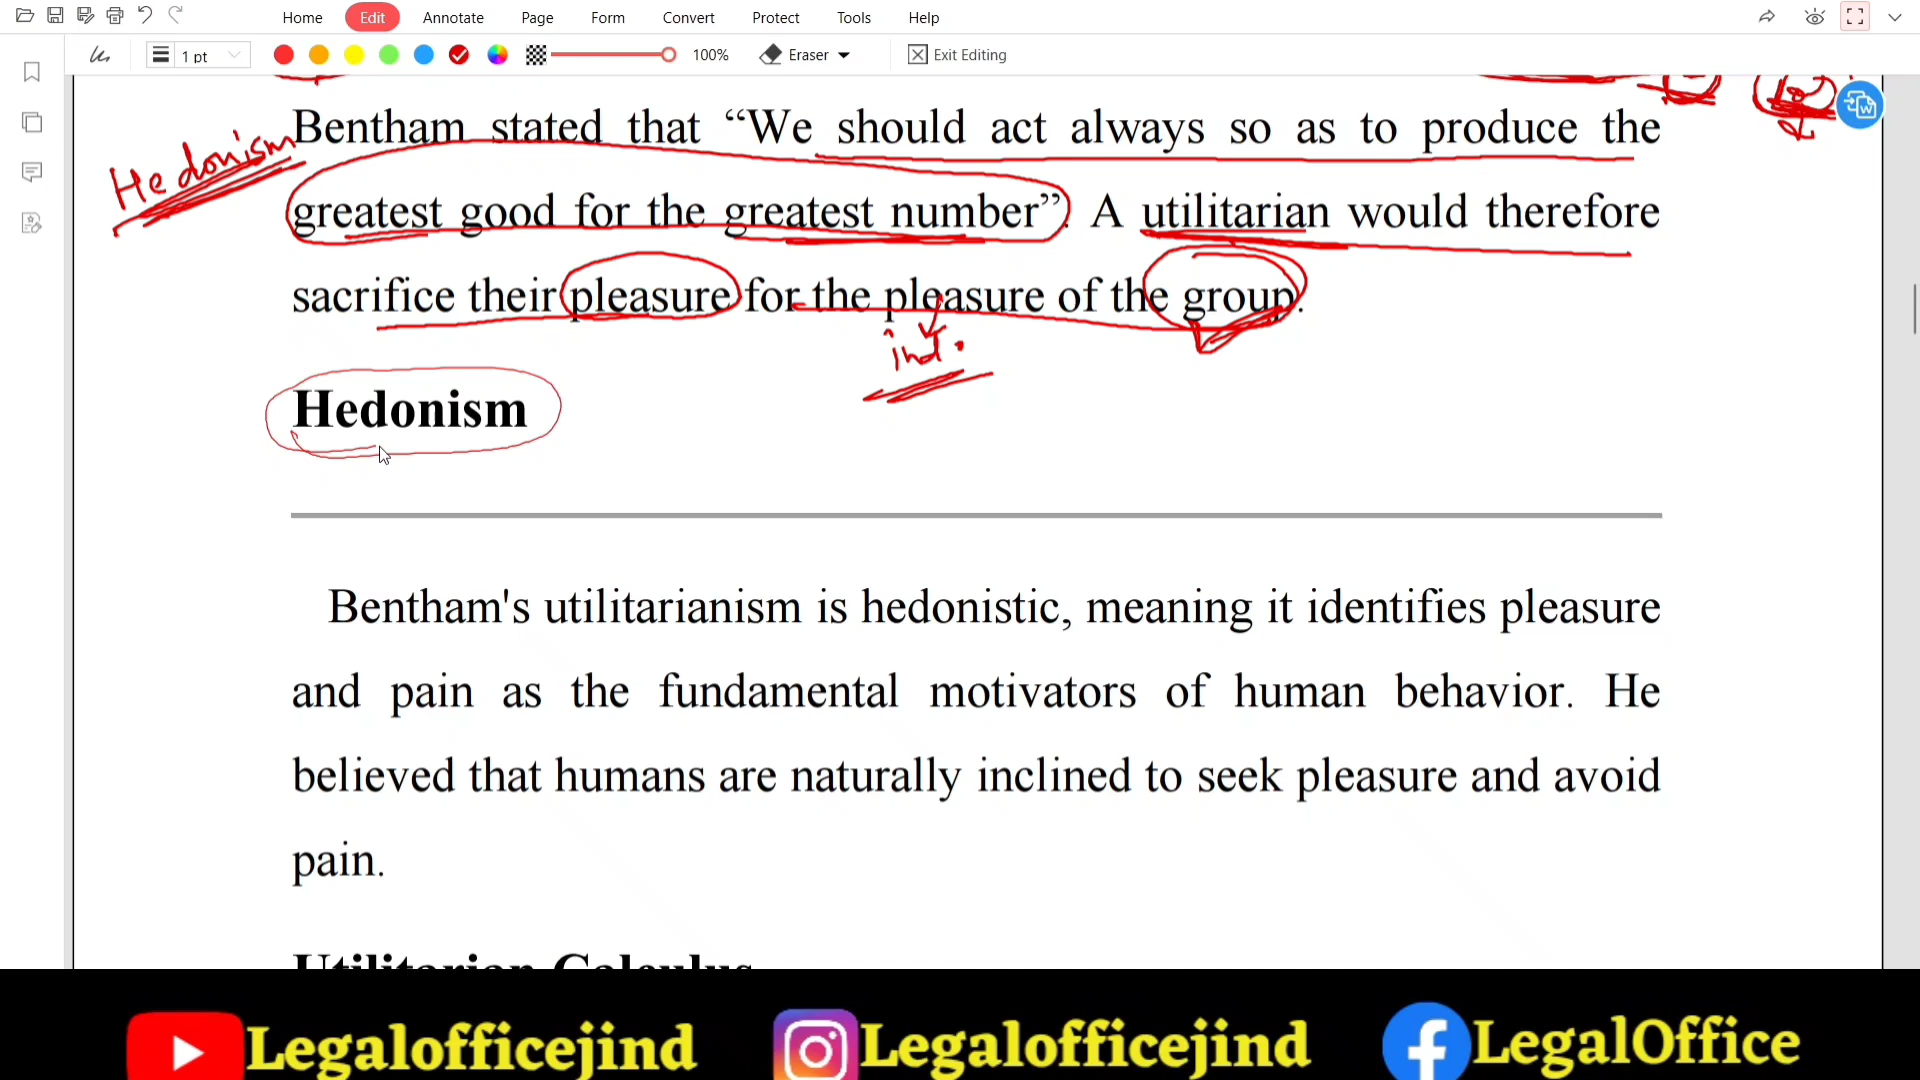 Home Edit Annotate Page Form Convert Protect Tools Help
1 pt 100% Eraser Exit Editing
Bentham stated that “We should act always so as to produce the
Hedonism
greatest good for the greatest number”. A utilitarian would therefore
sacrifice their pleasure for the pleasure of the group.
ind.
Hedonism
Bentham's utilitarianism is hedonistic, meaning it identifies pleasure
and pain as the fundamental motivators of human behavior. He
believed that humans are naturally inclined to seek pleasure and avoid
pain.
Utilitarian Calculus
Legalofficejind Legalofficejind LegalOffice